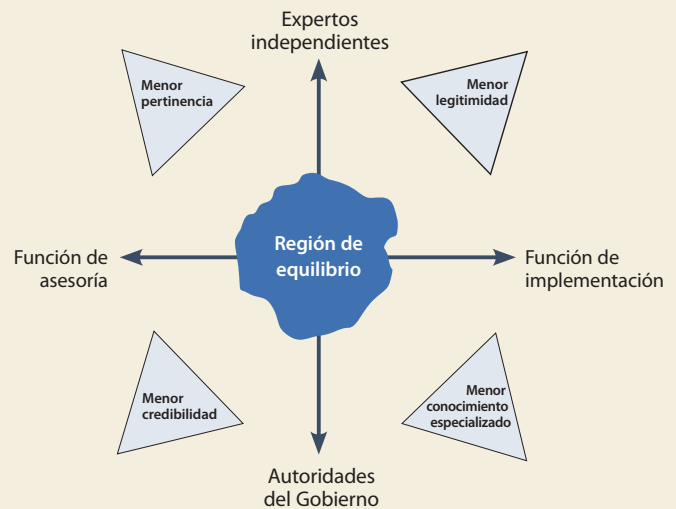 Expertos
independientes
Menor
pertinencia
Menor
legitimidad
Función de
asesoría
Región de
equilibrio
Función de
implementación
Menor
credibilidad
Menor
conocimiento
especializado
Autoridades
del Gobierno